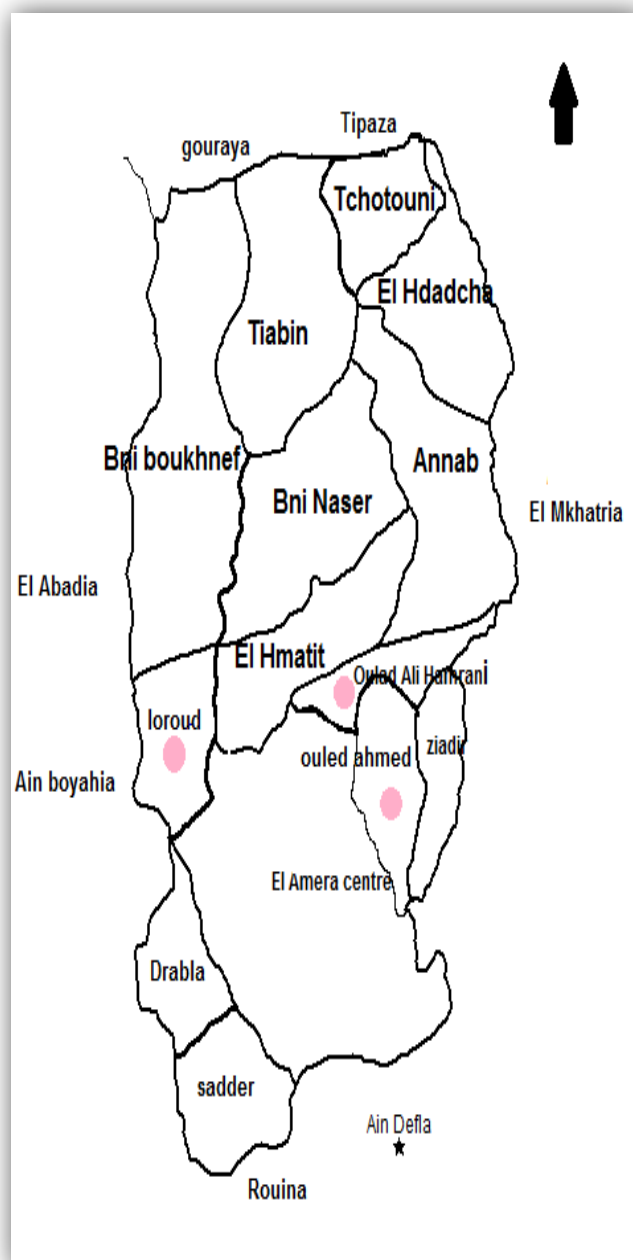 Tipaza
gouraya
Tchotouni
El Hdadcha
Tiabin
Bni boukhnef
Annab
Bni Naser
El Mkhatria
El Abadia
El Hmatit
Oulad Ali Hamrani
loroud
ouled ahmed
ziadir
Ain boyahia
El Amera centre
Drabla
sadder
Ain Defla
Rouina